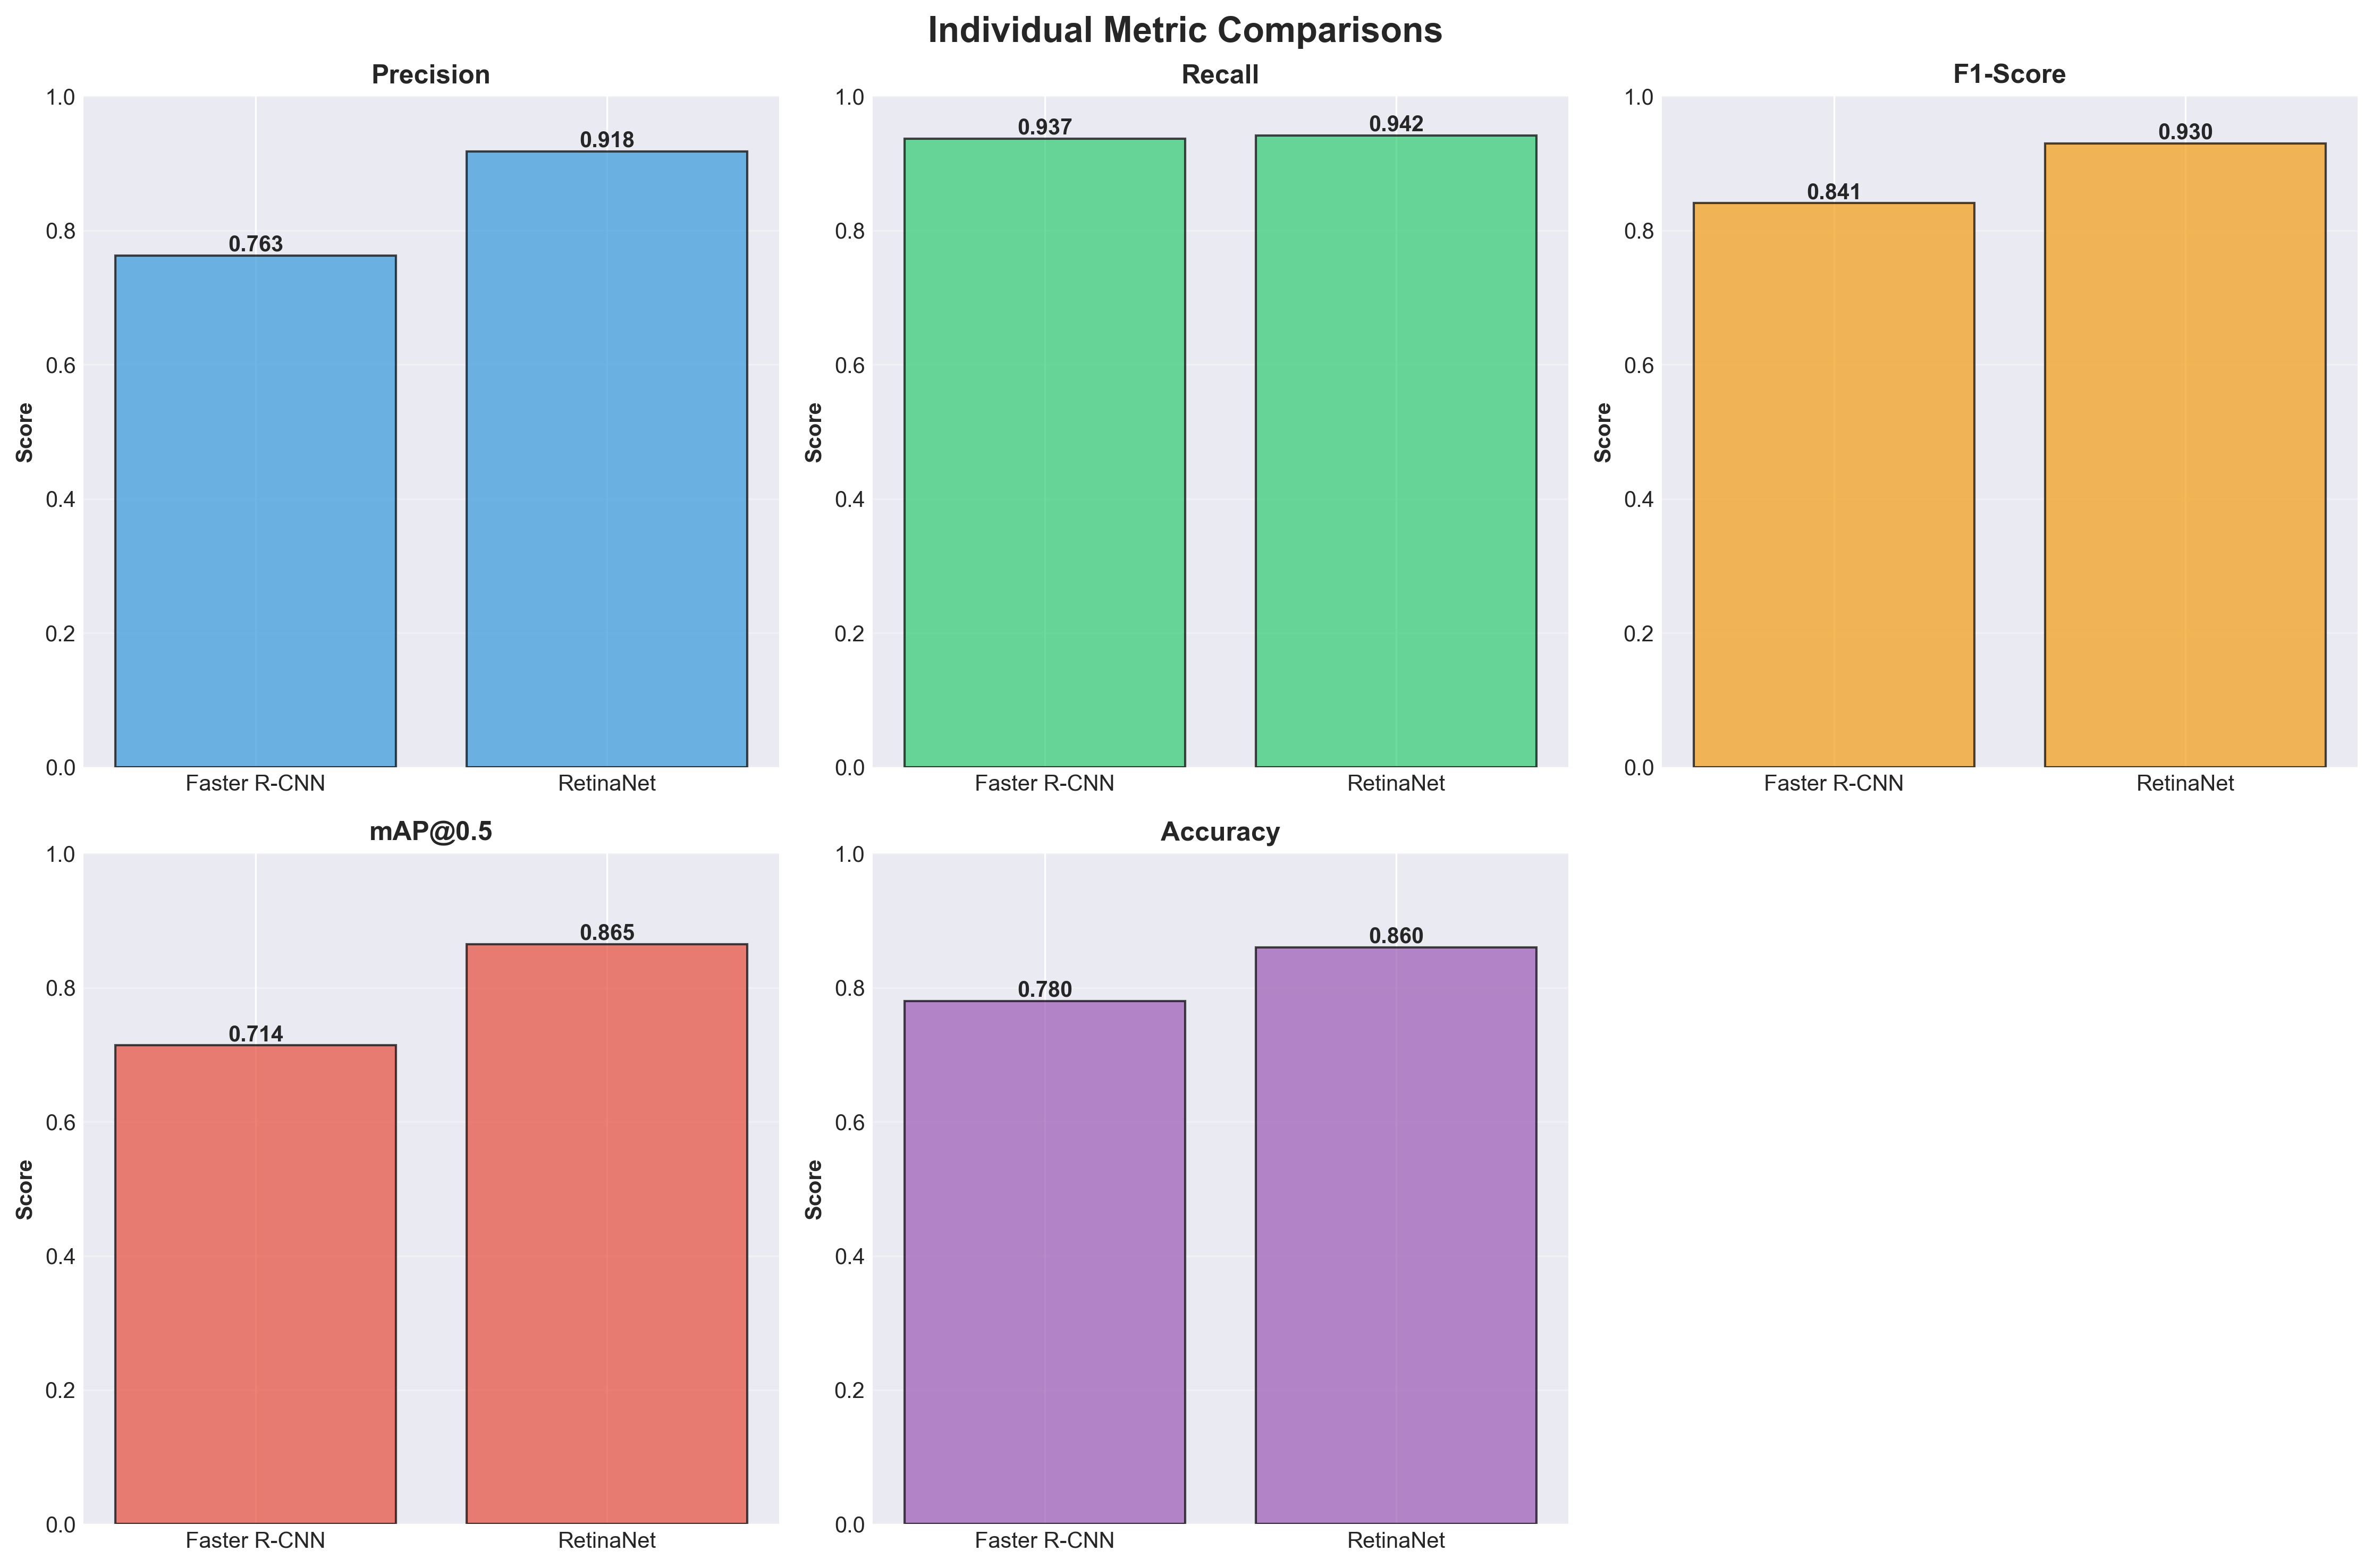 Individual Metric Comparisons
Precision
1.0
0.8
0.6
0.4
0.2
0.0
Score
0.763
0.918
Faster R-CNN
RetinaNet
Recall
1.0
0.8
0.6
0.4
0.2
0.0
Score
0.937
0.942
Faster R-CNN
RetinaNet
F1-Score
1.0
0.8
0.6
0.4
0.2
0.0
Score
0.841
0.930
Faster R-CNN
RetinaNet
mAP@0.5
1.0
0.8
0.6
0.4
0.2
0.0
Score
0.714
0.865
Faster R-CNN
RetinaNet
Accuracy
1.0
0.8
0.6
0.4
0.2
0.0
Score
0.780
0.860
Faster R-CNN
RetinaNet